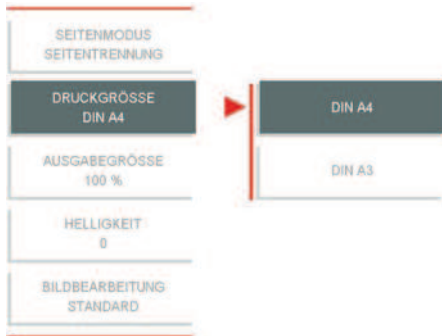 SEITENMODUS
SEITENTRENNUNG
DRUCKGRÖSSE
DIN A4
AUSGABEGRÖSSE
100 %
HELLIGKEIT
0
BILDBEARBEITUNG
STANDARD
DIN A4
DIN A3